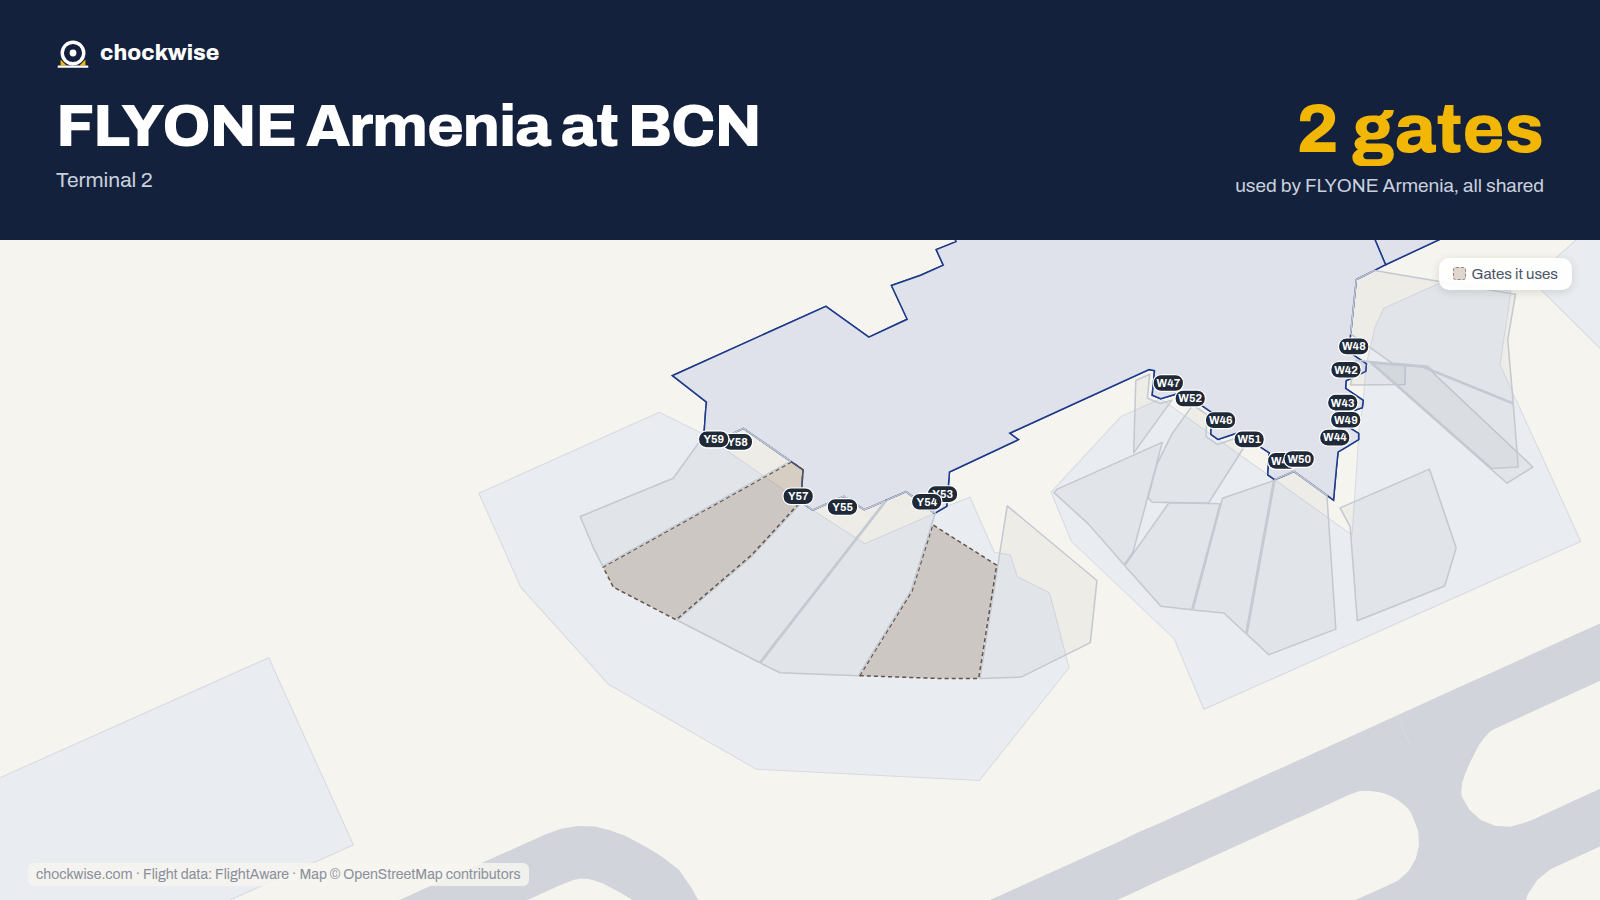 chockwise
FLYONE Armenia at BCN
Terminal 2
2 gates
used by FLYONE Armenia, all shared
Gates it uses
W48
W42
W47
W52
W43
W46
W49
W44
W51
Y59
Y58
W50
Y57
Y53
Y54
Y55
chockwise.com · Flight data: FlightAware · Map © OpenStreetMap contributors